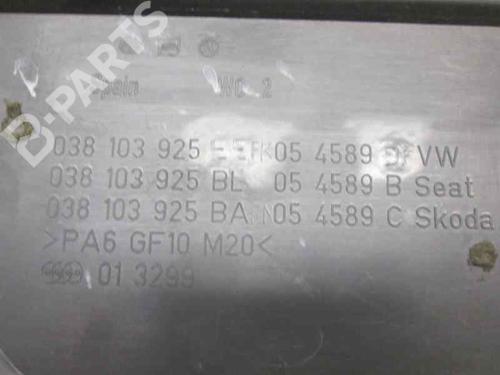 B-PARTS
Spain
038 103 925 05 4589 VW
038 103 925 BL 05 4589 B Seat
038 103 925 BA 05 4589 C Skoda
>PA6 GF10 M20<
01 3299